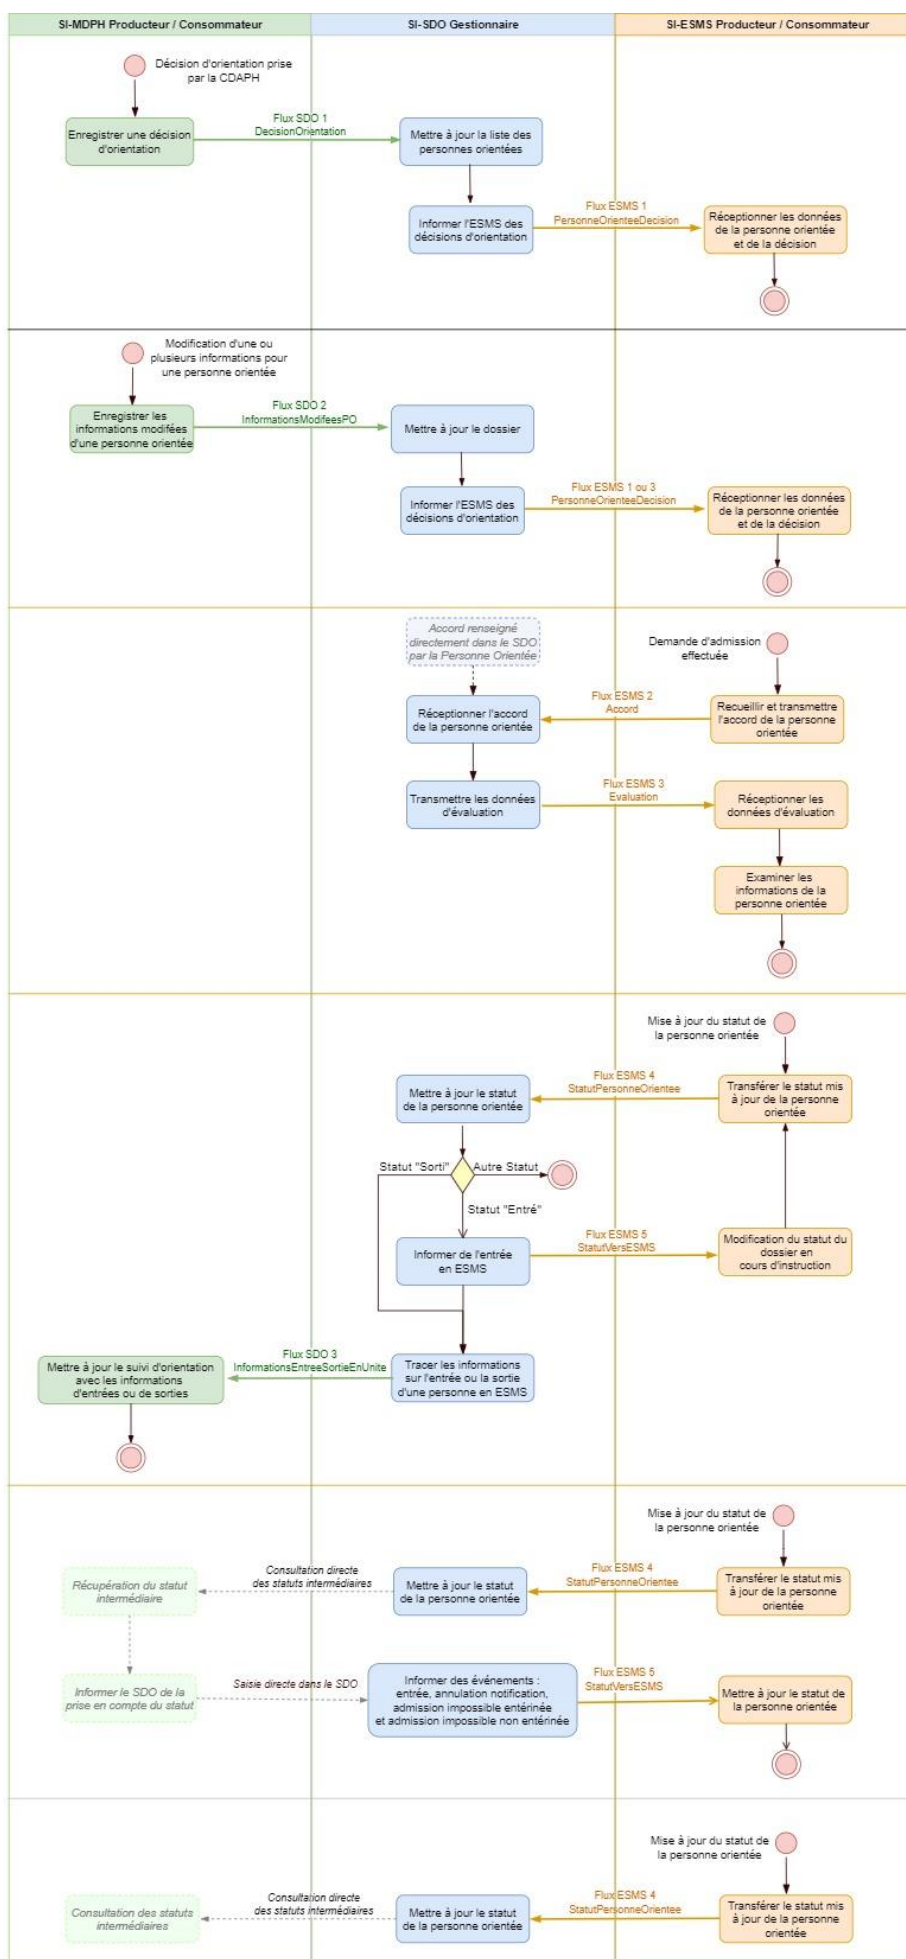 SI-MDPH Producteur / Consommateur
SI-SDO Gestionnaire
SI-ESMS Producteur / Consommateur
Décision d'orientation prise
par la CDAPH
Enregistrer une décision
d'orientation
Flux SDO 1
DecisionOrientation
Mettre à jour la liste des
personnes orientées
Informer l'ESMS des
décisions d'orientation
Flux ESMS 1
PersonneOrienteeDecision
Réceptionner les données
de la personne orientée
et de la décision
Modification d'une ou
plusieurs informations pour
une personne orientée
Enregistrer les
informations modifées
d'une personne orientée
Flux SDO 2
InformationsModifeesPO
Mettre à jour le dossier
Informer l'ESMS des
décisions d'orientation
Flux ESMS 1 ou 3
PersonneOrienteeDecision
Réceptionner les données
de la personne orientée
et de la décision
Accord renseigné
directement dans le SDO
par la Personne Orientée
Demande d'admission
effectuée
Réceptionner l'accord
de la personne orientée
Flux ESMS 2
Accord
Recueillir et transmettre
l'accord de la personne
orientée
Transmettre les données
d'évaluation
Flux ESMS 3
Evaluation
Réceptionner les
données d'évaluation
Examiner les
informations de la
personne orientée
Mise à jour du statut de
la personne orientée
Mettre à jour le statut
de la personne orientée
Flux ESMS 4
StatutPersonneOrientee
Transférer le statut mis
à jour de la personne
orientée
Statut "Sorti"
Autre Statut
Statut "Entré"
Informer de l'entrée
en ESMS
Flux ESMS 5
StatutVersESMS
Modification du statut du
dossier en
cours d'instruction
Mettre à jour le suivi d'orientation
avec les informations
d'entrées ou de sorties
Flux SDO 3
InformationsEntreeSortieEnUnite
Tracer les informations
sur l'entrée ou la sortie
d'une personne en ESMS
Mise à jour du statut de
la personne orientée
Récupération du statut
intermédiaire
Consultation directe
des statuts intermédiaires
Mettre à jour le statut
de la personne orientée
Flux ESMS 4
StatutPersonneOrientee
Transférer le statut mis
à jour de la personne
orientée
Informer le SDO de la
prise en compte du statut
Saisie directe dans le SDO
Informer des événements :
entrée, annulation notification,
admission impossible entérinée
et admission impossible non entérinée
Flux ESMS 5
StatutVersESMS
Mettre à jour le statut de
la personne orientée
Mise à jour du statut de
la personne orientée
Consultation des statuts
intermédiaires
Consultation directe
des statuts intermédiaires
Mettre à jour le statut
de la personne orientée
Flux ESMS 4
StatutPersonneOrientee
Transférer le statut mis
à jour de la personne
orientée